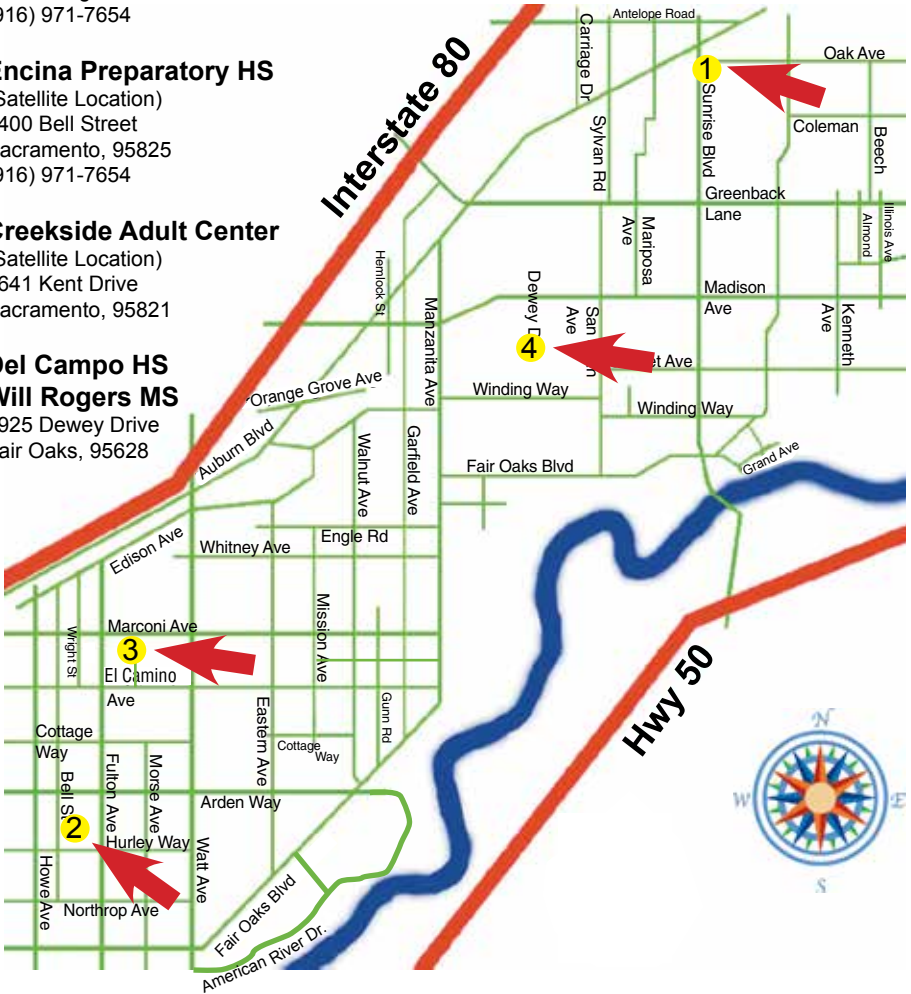 916) 971-7654
Encina Preparatory HS
Satellite Location)
400 Bell Street
acramento, 95825
916) 971-7654
Creekside Adult Center
Satellite Location)
641 Kent Drive
acramento, 95821
Del Campo HS
Will Rogers MS
925 Dewey Drive
air Oaks, 95628
Interstate 80
Antelope Road
Carriage Dr
Oak Ave
1
Sunrise Blvd
Coleman
Beech
Sylvan Rd
Greenback
Lane
Mariposa
Ave
Almond
Illinois Ave
Hemlock St
Dewey D
Madison
Ave
San
Ave
Kenneth
Ave
Manzanita Ave
4
et Ave
Orange Grove Ave
Winding Way
Winding Way
Auburn Blvd
Walnut Ave
Garfield Ave
Fair Oaks Blvd
Grand Ave
Edison Ave
Whitney Ave
Engle Rd
Mission Ave
Marconi Ave
Wright St
3
El Camino
Ave
Hwy 50
Eastern Ave
Gunn Rd
Cottage
Way
Cottage
Way
N
W
E
S
Bell S
Fulton Ave
Morse Ave
Arden Way
2
Hurley Way
Watt Ave
Howe Ave
Northrop Ave
Fair Oaks Blvd
American River Dr.